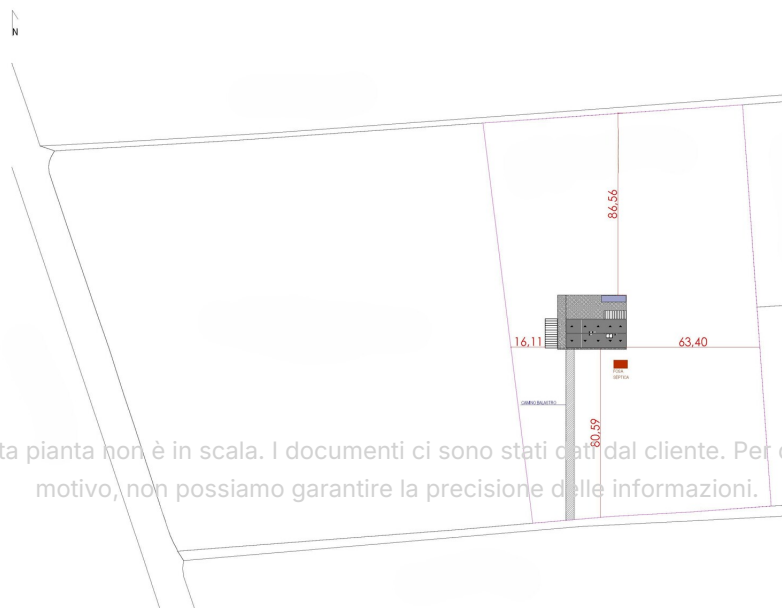 N
86,56
16,11
63,40
FOSA
SEPTICA
CAMINO BALASTRO
80,59
ta pianta non è in scala. I documenti ci sono stati dati dal cliente. Per
motivo, non possiamo garantire la precisione delle informazioni.